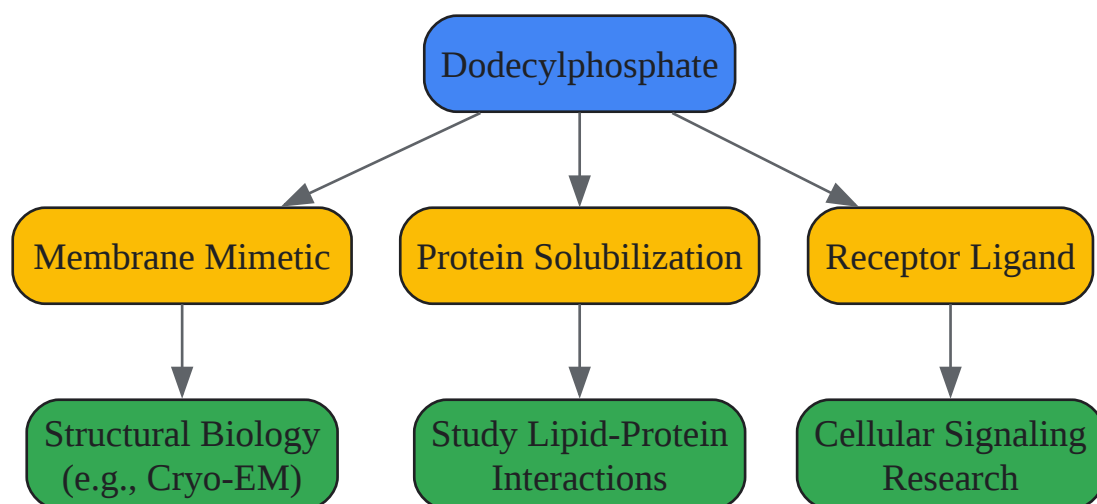 Dodecylphosphate
Membrane Mimetic
Protein Solubilization
Receptor Ligand
Structural Biology
(e.g., Cryo-EM)
Study Lipid-Protein
Interactions
Cellular Signaling
Research